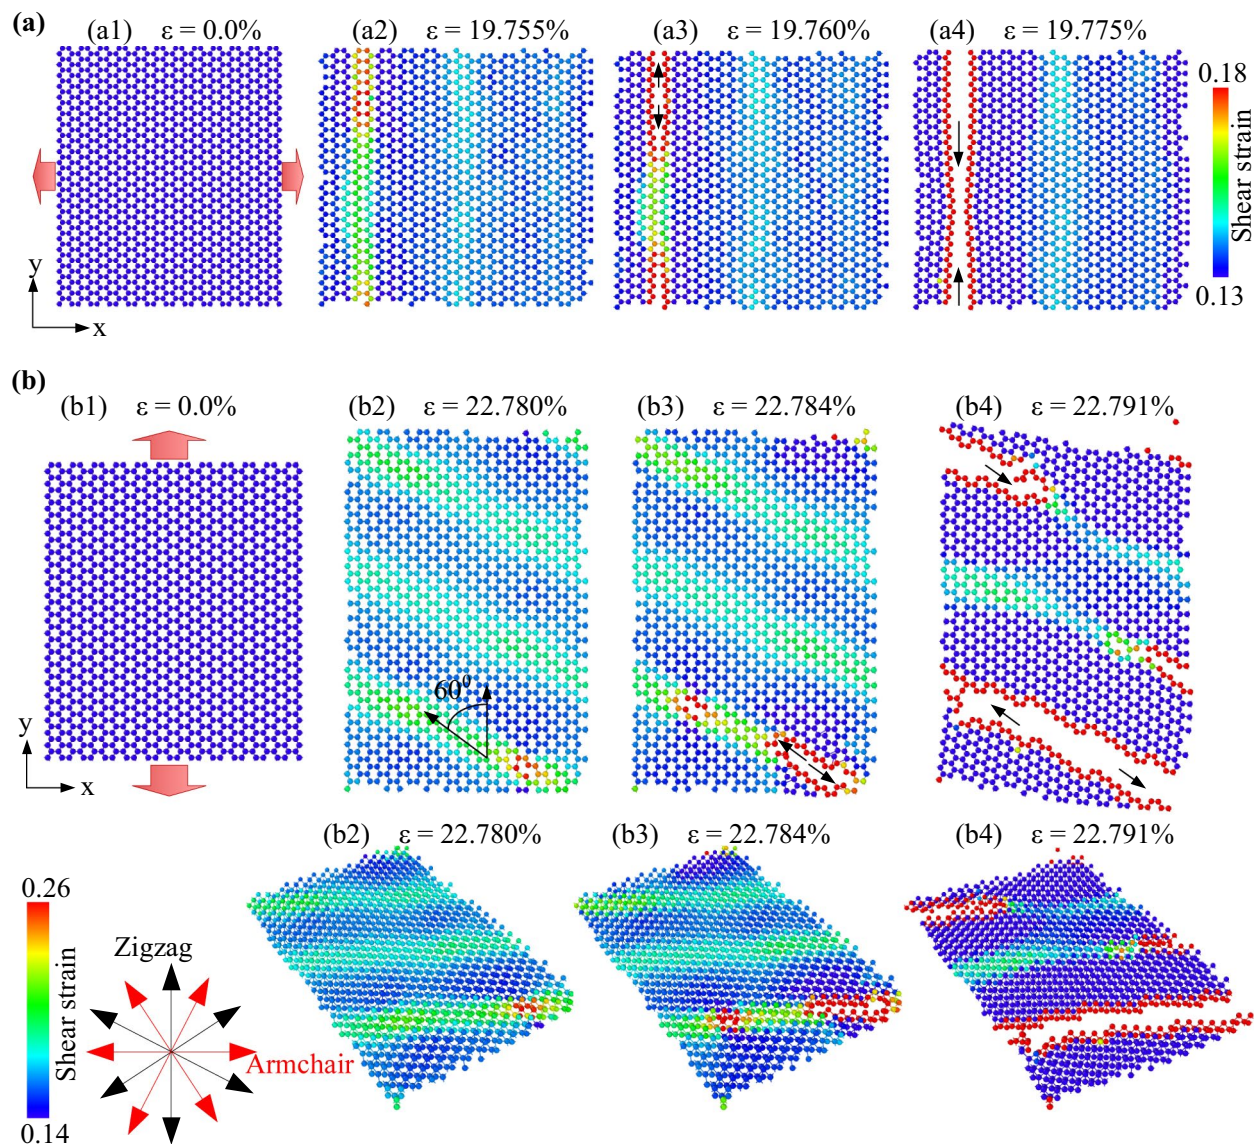 (a)
(a1) ε = 0.0%
(a2) ε = 19.755%
(a3) ε = 19.760%
(a4) ε = 19.775%
0.18
Shear strain
0.13
y
x
(b)
(b1) ε = 0.0%
(b2) ε = 22.780%
(b3) ε = 22.784%
(b4) ε = 22.791%
60⁰
y
x
(b2) ε = 22.780%
(b3) ε = 22.784%
(b4) ε = 22.791%
0.26
Shear strain
0.14
Zigzag
Armchair